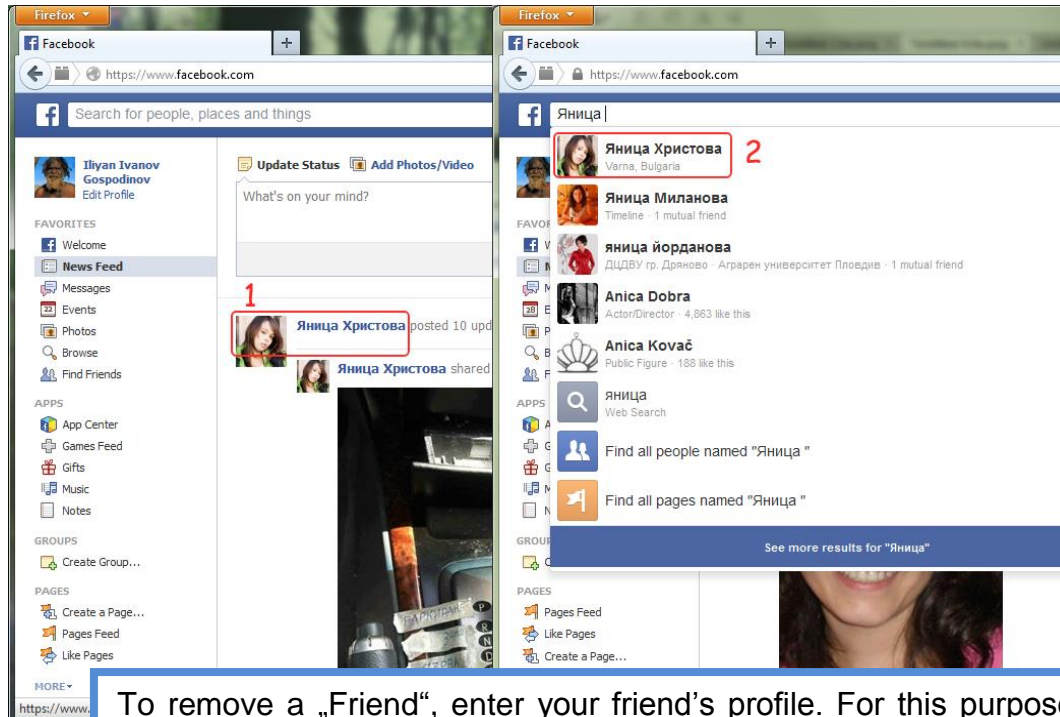 Firefox
Facebook
https://www.facebook.com
Search for people, places and things
Iliyan Ivanov
Gospodinov
Edit Profile
FAVORITES
Welcome
News Feed
Messages
22 Events
Photos
Browse
Find Friends
APPS
App Center
Games Feed
Gifts
Music
Notes
GROUPS
Create Group...
PAGES
Create a Page...
Pages Feed
Like Pages
MORE
https://www.
Update Status Add Photos/Video
What's on your mind?
1
Яница Христова posted 10
Яница Христова shared
ПАРКИРАНЕ
P
R
N
D
Firefox
Facebook
https://www.facebook.com
Яница
Яница Христова
2
Varna, Bulgaria
Яница Миланова
Timeline · 1 mutual friend
яница йорданова
ДЦДВУ гр. Дряново · Аграрен университет Пловдив · 1 mutual friend
Anica Dobra
Actor/Director · 4,863 like this
Anica Kovač
Public Figure · 188 like this
яница
Web Search
Find all people named "Яница "
Find all pages named "Яница "
See more results for "Яница"
28
APPS
PAGES
Pages Feed
Like Pages
Create a Page...
To remove a „Friend“, enter your friend's profile. For this